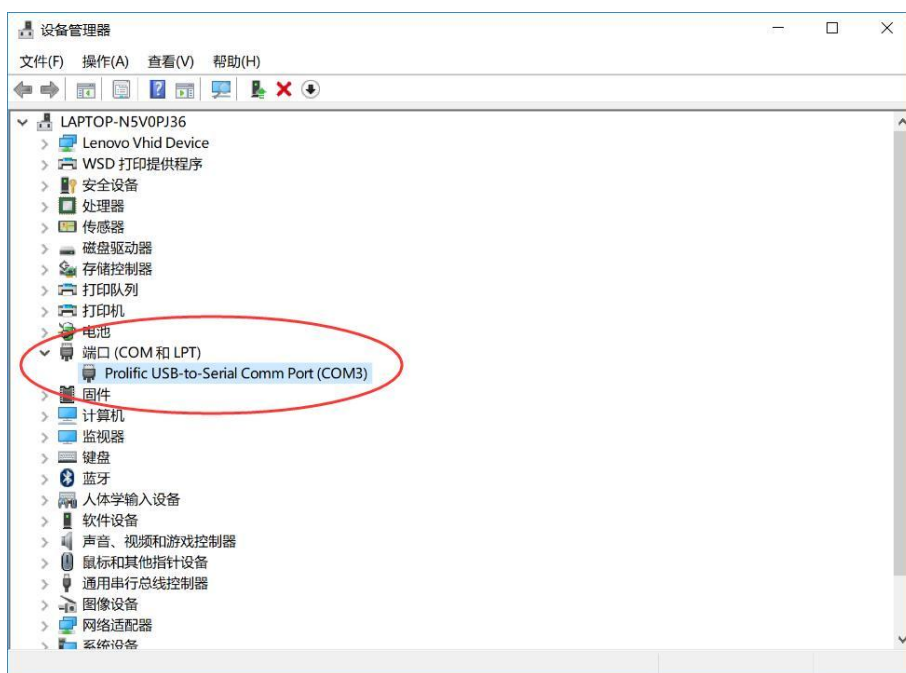 设备管理器
文件(F) 操作(A) 查看(V) 帮助(H)
LAPTOP-N5V0PJ36
Lenovo Vhid Device
WSD 打印提供程序
安全设备
处理器
传感器
磁盘驱动器
存储控制器
打印队列
打印机
电池
端口 (COM 和 LPT)
Prolific USB-to-Serial Comm Port (COM3)
固件
计算机
监视器
键盘
蓝牙
人体学输入设备
软件设备
声音、视频和游戏控制器
鼠标和其他指针设备
通用串行总线控制器
图像设备
网络适配器
系统设备